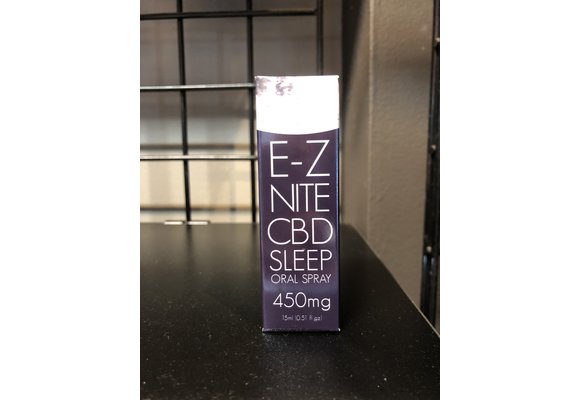 E-Z
NITE
CBD
SLEEP
ORAL SPRAY
450mg
15ml (0.51 fl oz)